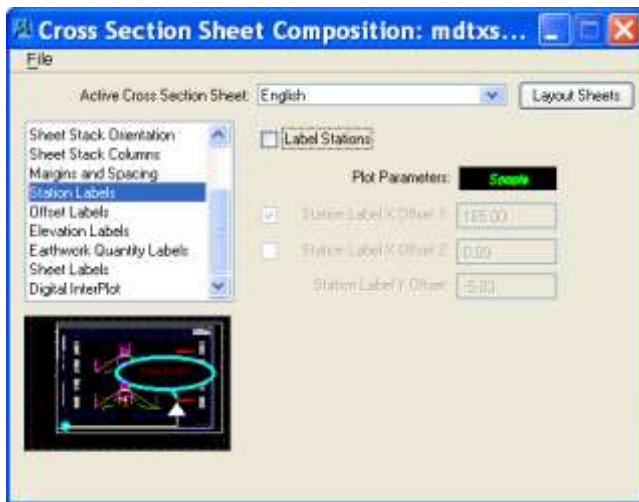 Cross Section Sheet Composition: mdtxs...
File
Active Cross Section Sheet: English
Layout Sheets
Sheet Stack Orientation
Sheet Stack Columns
Margins and Spacing
Station Labels
Offset Labels
Elevation Labels
Earthwork Quantity Labels
Sheet Labels
Digital InterPlot
Label Stations
Plot Parameters: Sample
Station Label X Offset 1: 165.00
Station Label X Offset 2: 0.00
Station Label Y Offset: -5.00